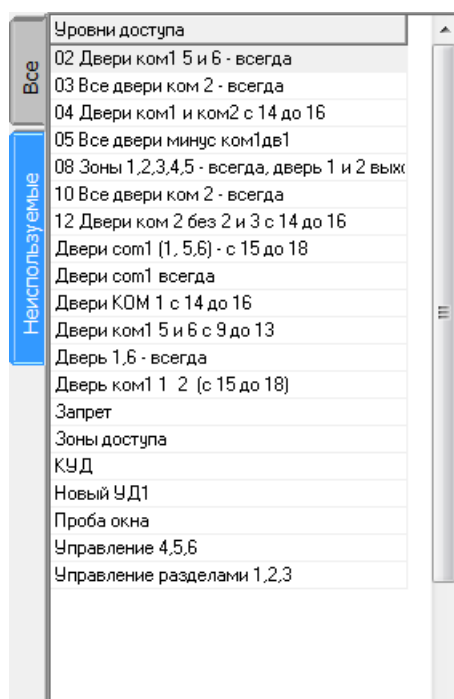 Все
Неиспользуемые
Уровни доступа
02 Двери ком1 5 и 6 - всегда
03 Все двери ком 2 - всегда
04 Двери ком1 и ком2 с 14 до 16
05 Все двери минус ком1дв1
08 Зоны 1,2,3,4,5 - всегда, дверь 1 и 2 вых
10 Все двери ком 2 - всегда
12 Двери ком 2 без 2 и 3 с 14 до 16
Двери com1 (1, 5,6) - с 15 до 18
Двери com1 всегда
Двери КОМ 1 с 14 до 16
Двери ком1 5 и 6 с 9 до 13
Дверь 1,6 - всегда
Дверь ком1 1  2  (с 15 до 18)
Запрет
Зоны доступа
КУД
Новый УД1
Проба окна
Управление 4,5,6
Управление разделами 1,2,3